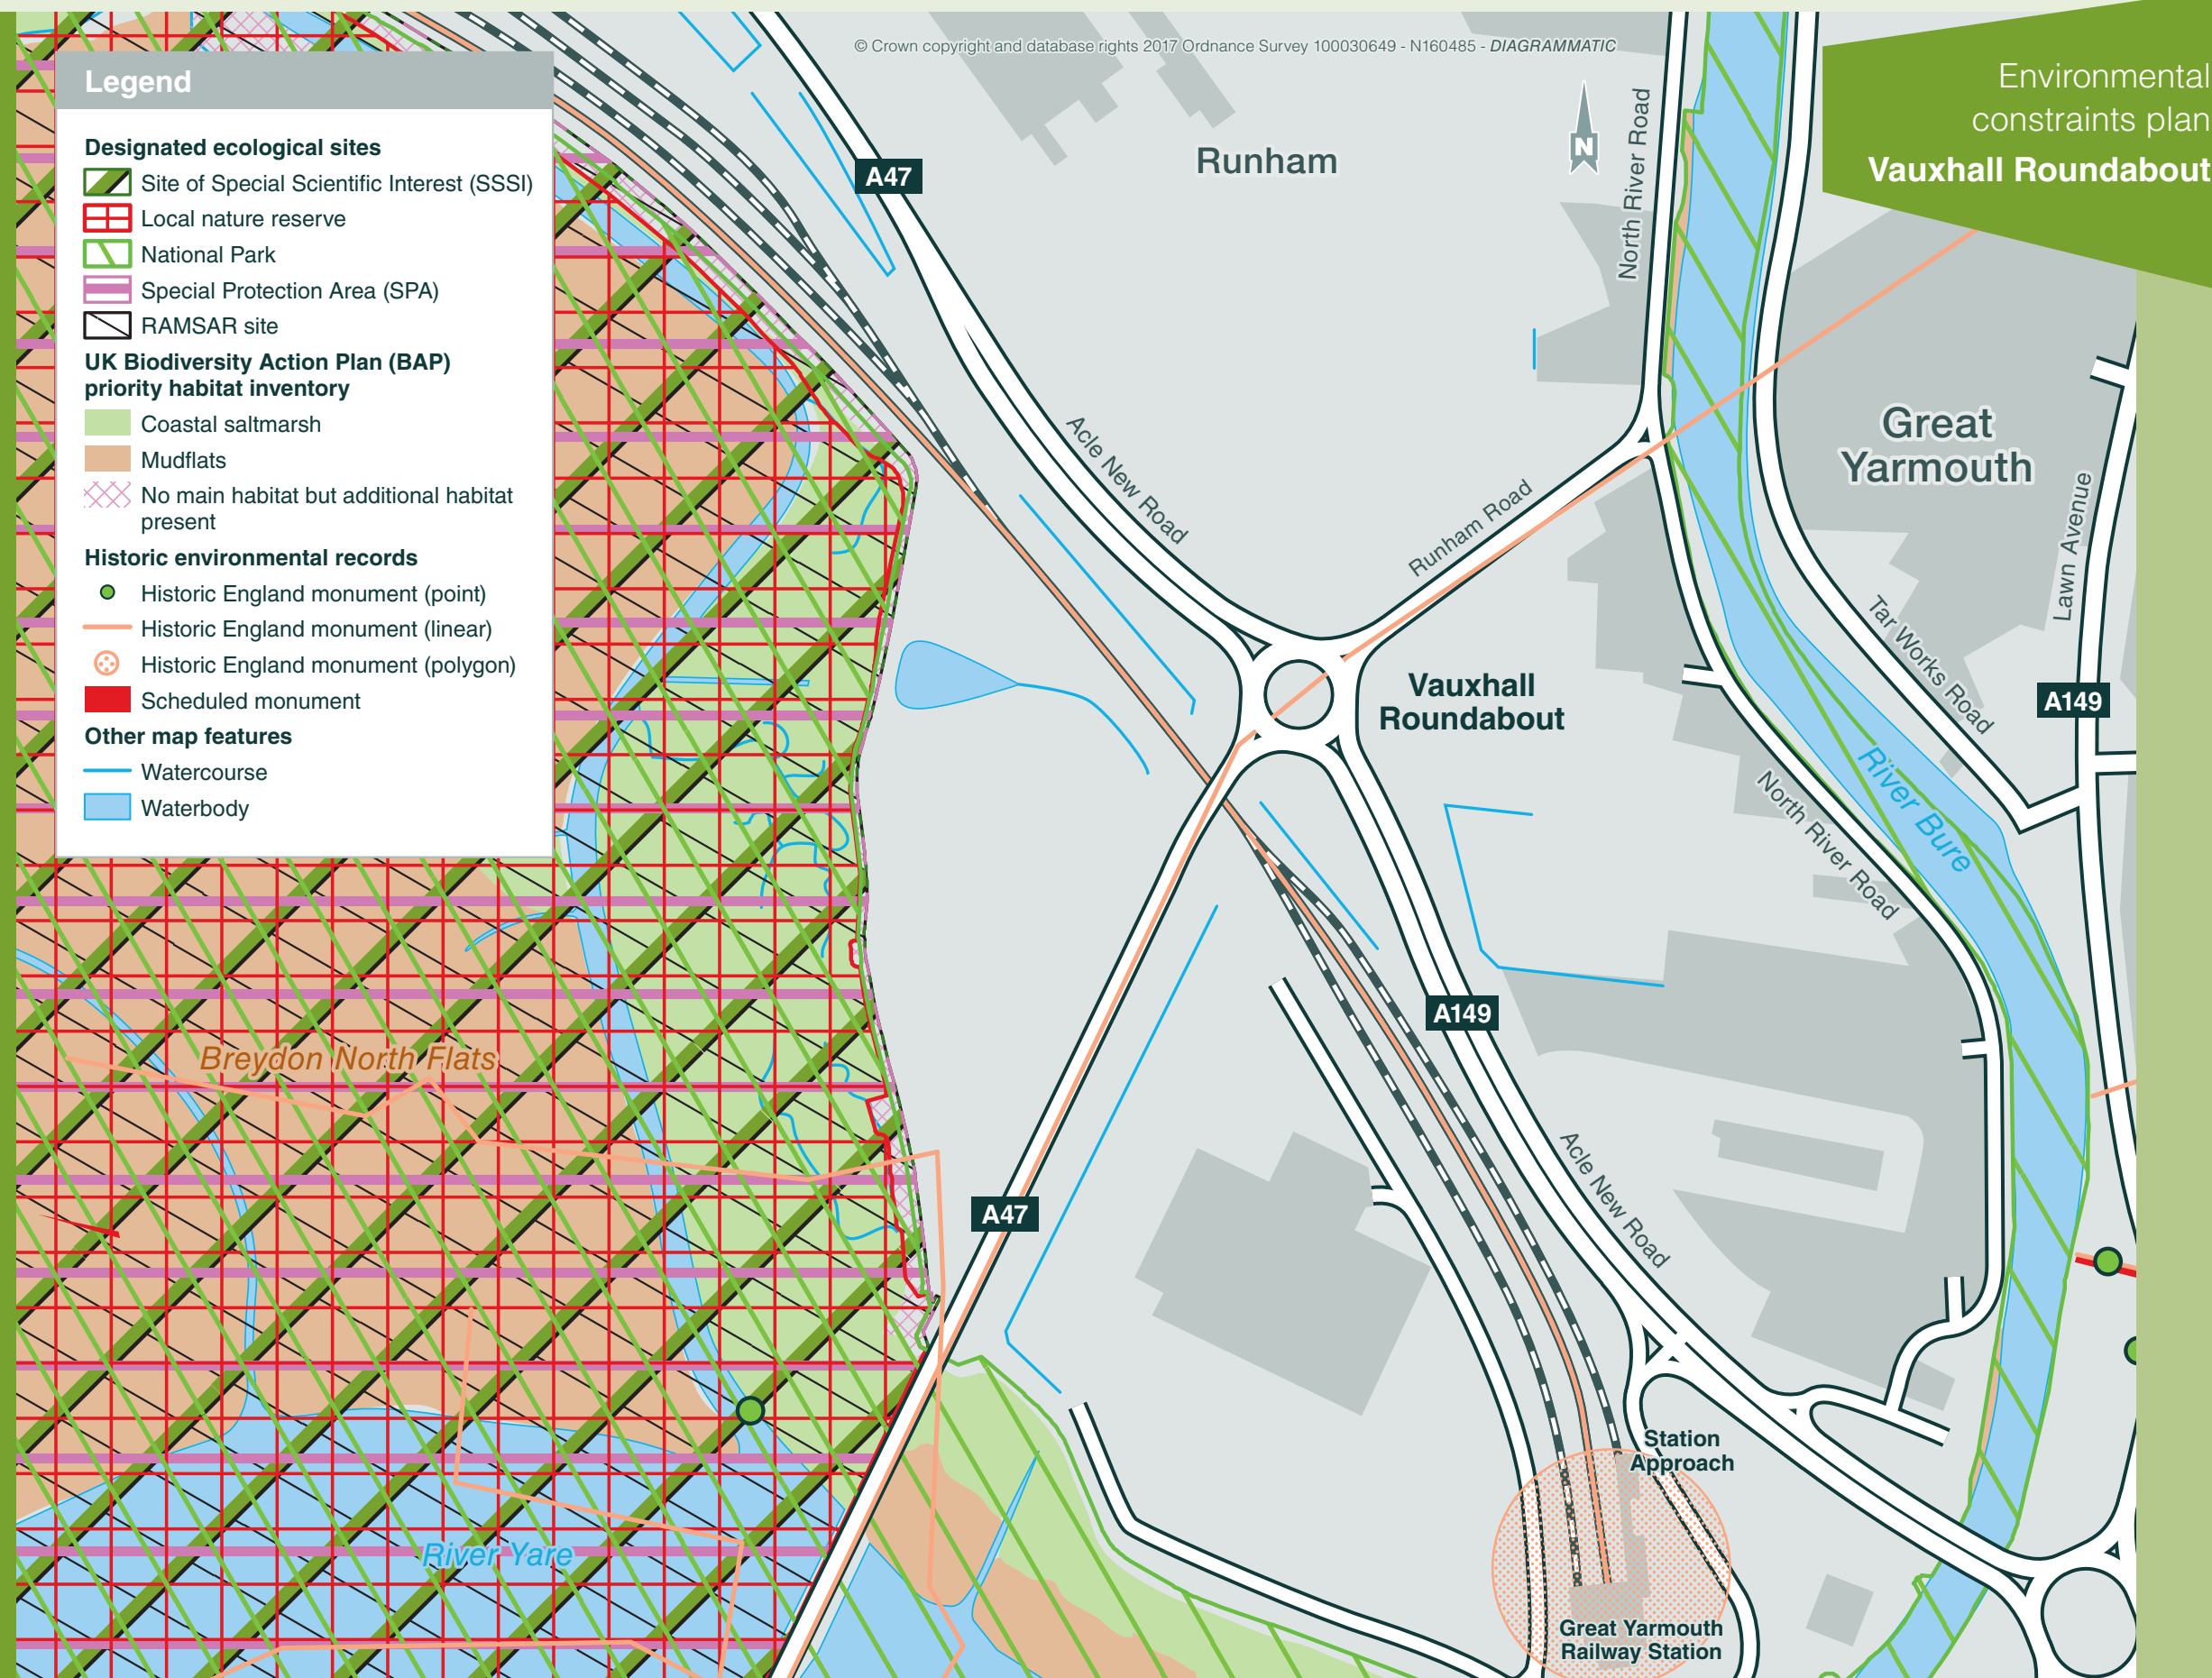 © Crown copyright and database rights 2017 Ordnance Survey 100030649 - N160485 - DIAGRAMMATIC
Environmental
constraints plan
Vauxhall Roundabout
Legend
Designated ecological sites
Site of Special Scientific Interest (SSSI)
Local nature reserve
National Park
Special Protection Area (SPA)
RAMSAR site
UK Biodiversity Action Plan (BAP)
priority habitat inventory
Coastal saltmarsh
Mudflats
No main habitat but additional habitat
present
Historic environmental records
Historic England monument (point)
Historic England monument (linear)
Historic England monument (polygon)
Scheduled monument
Other map features
Watercourse
Waterbody
A47
Runham
N
North River Road
Great
Yarmouth
Acle New Road
Runham Road
Lawn Avenue
Tar Works Road
Vauxhall
Roundabout
A149
River Bure
North River Road
A149
Breydon North Flats
A47
Acle New Road
Station
Approach
River Yare
Great Yarmouth
Railway Station